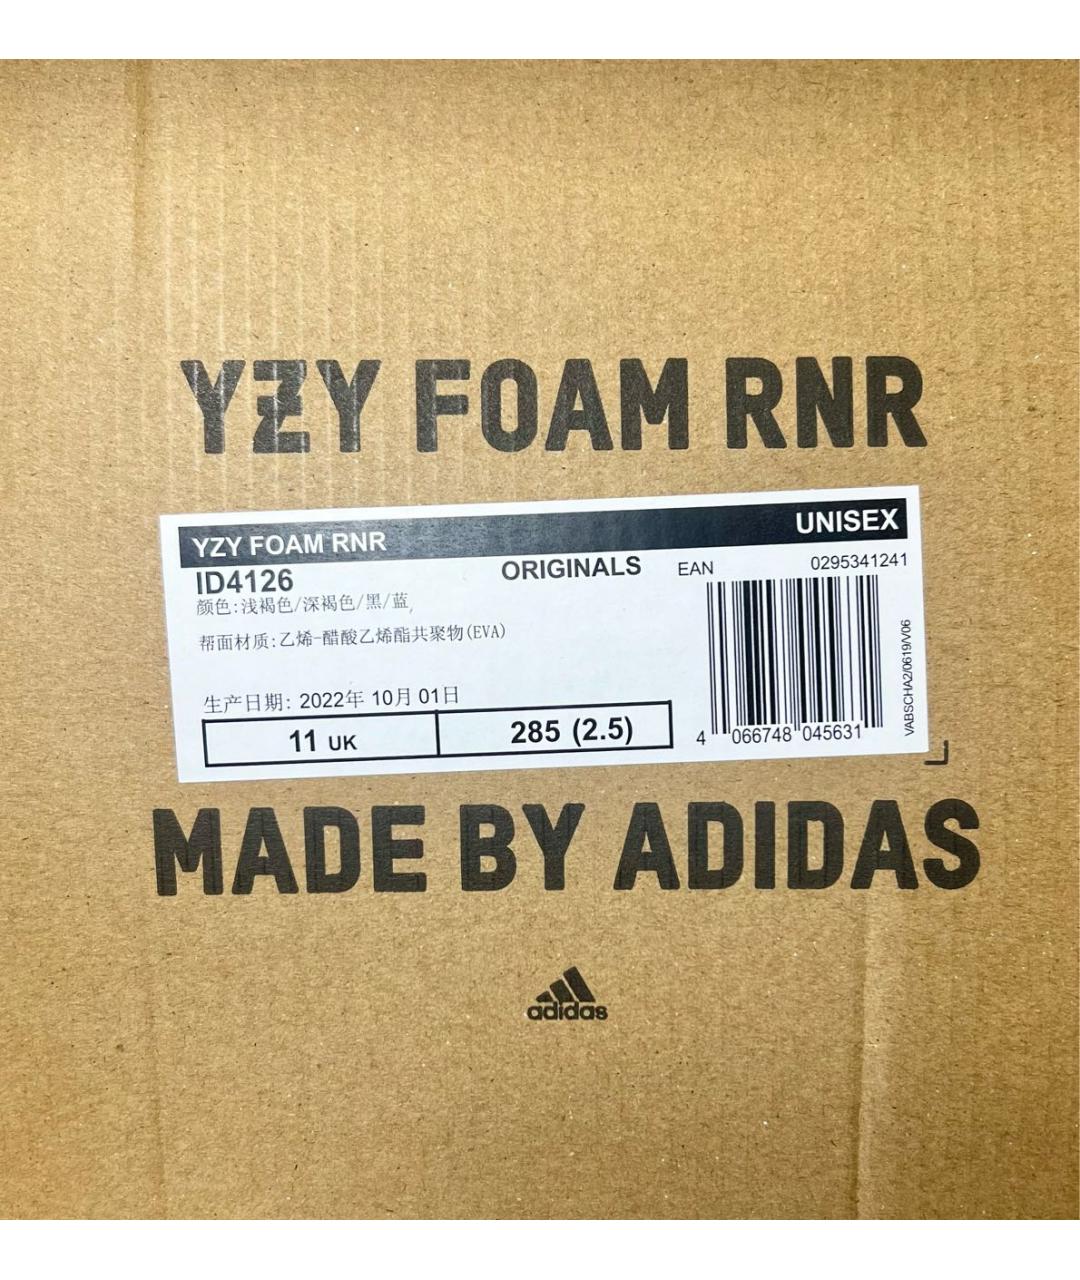 YZY FOAM RNR
YZY FOAM RNR UNISEX
ID4126 ORIGINALS EAN 0295341241
颜色:浅褐色/深褐色/黑/蓝,
帮面材质:乙烯-醋酸乙烯酯共聚物(EVA)
生产日期: 2022年 10月 01日
11 UK 285 (2.5)
4 066748 045631
VABSCHA2/0619/V06
MADE BY ADIDAS
adidas